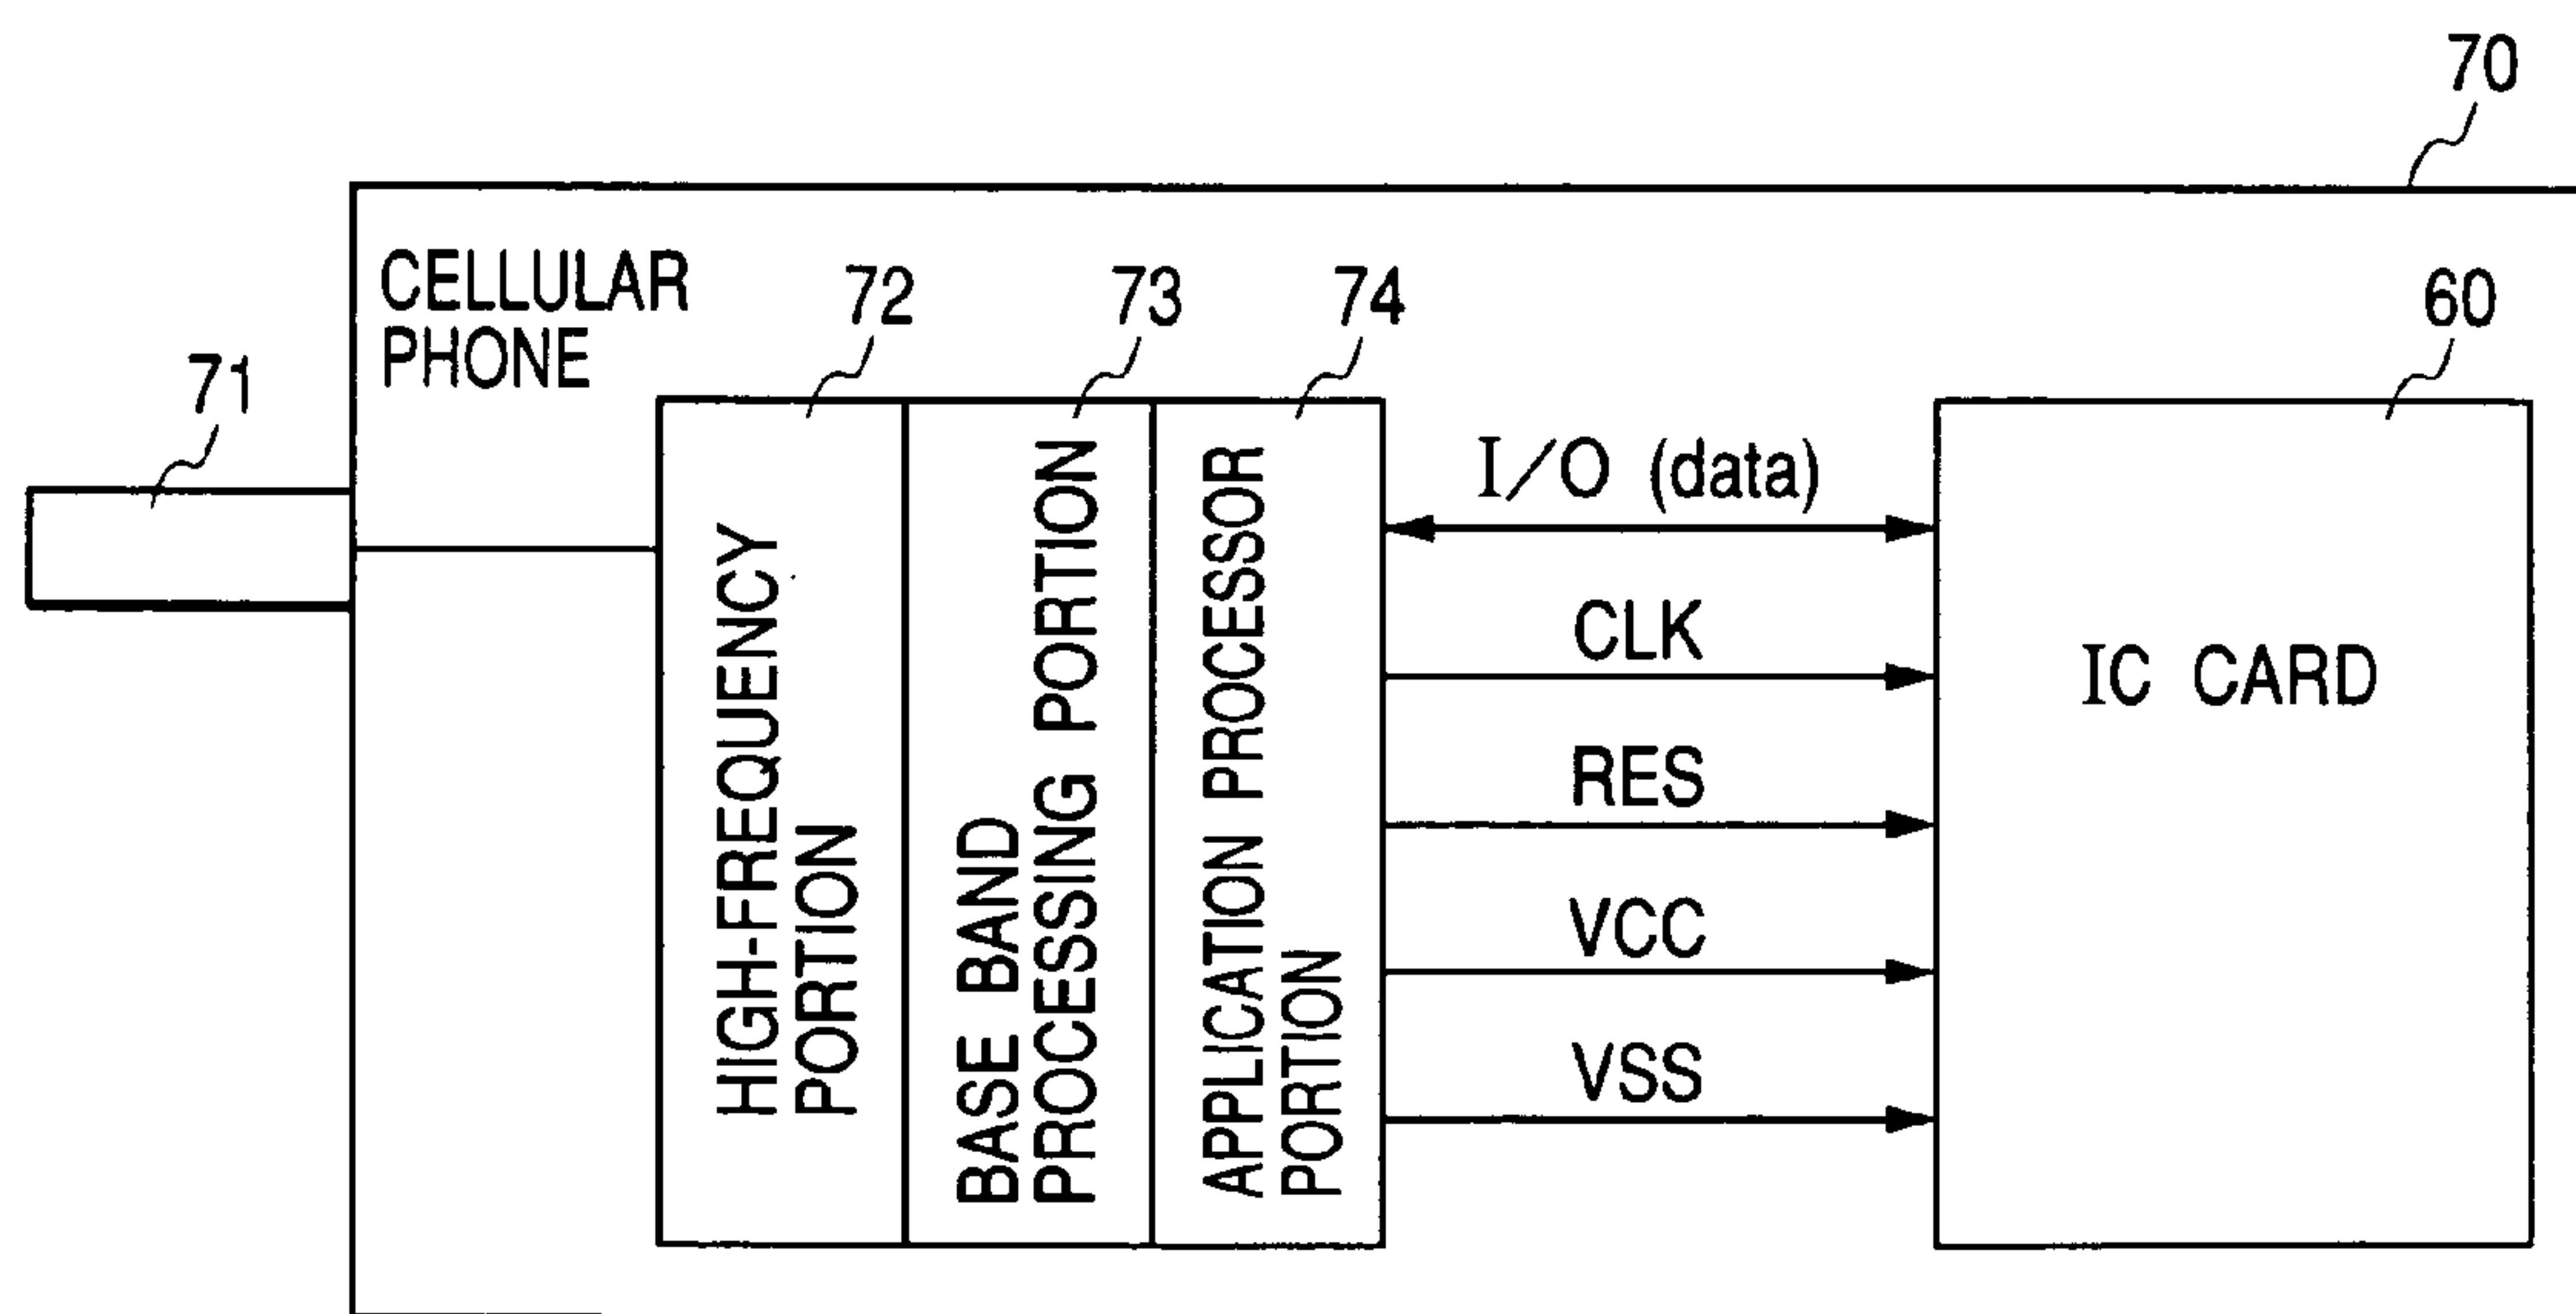 70
CELLULAR
PHONE
72
73
74
60
71
HIGH-FREQUENCY
PORTION
BASE BAND
PROCESSING PORTION
APPLICATION PROCESSOR
PORTION
I/O (data)
CLK
RES
VCC
VSS
IC CARD